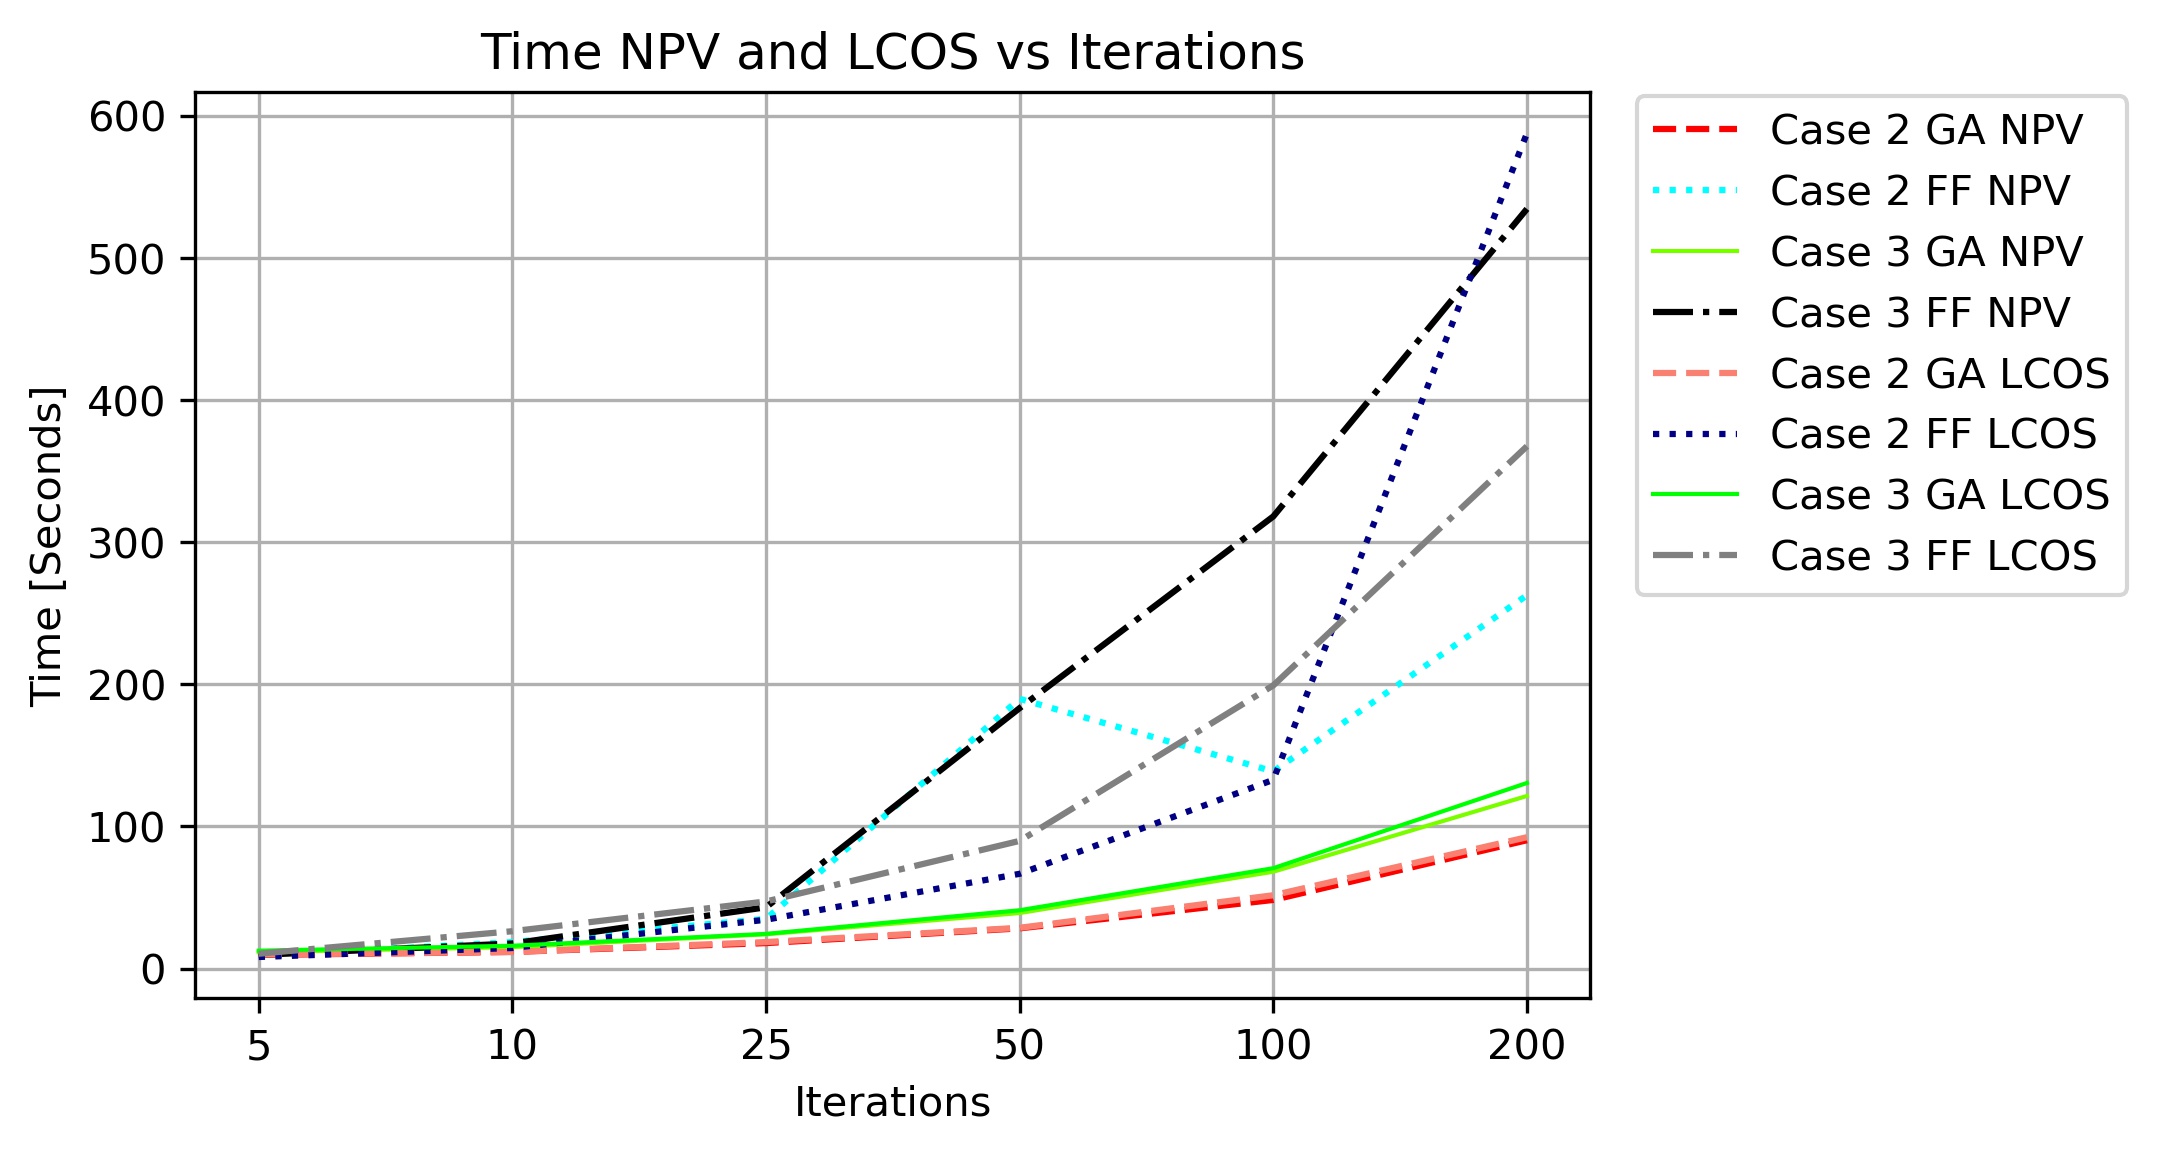 Time NPV and LCOS vs Iterations
600
500
400
300
200
100
0
Time [Seconds]
5 10 25 50 100 200
Iterations
Case 2 GA NPV
Case 2 FF NPV
Case 3 GA NPV
Case 3 FF NPV
Case 2 GA LCOS
Case 2 FF LCOS
Case 3 GA LCOS
Case 3 FF LCOS